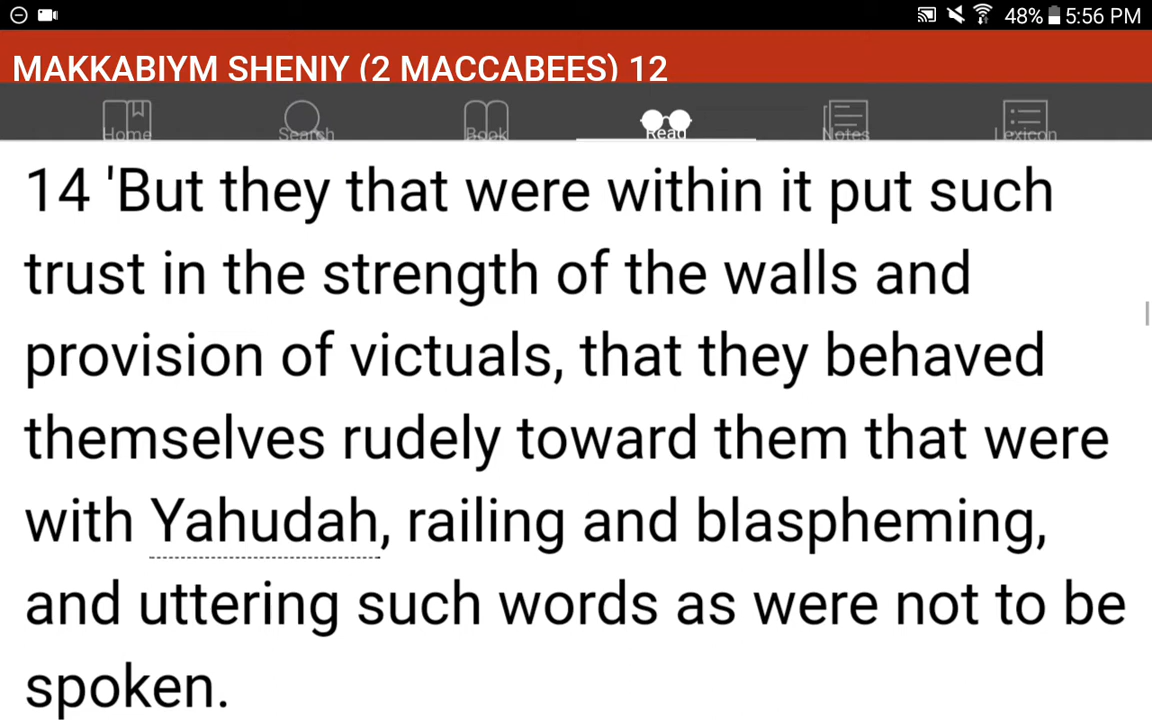 48% 5:56 PM
MAKKABIYM SHENIY (2 MACCABEES) 12
Home Search Book Read Notes Lexicon
14 'But they that were within it put such
trust in the strength of the walls and
provision of victuals, that they behaved
themselves rudely toward them that were
with Yahudah, railing and blaspheming,
and uttering such words as were not to be
spoken.